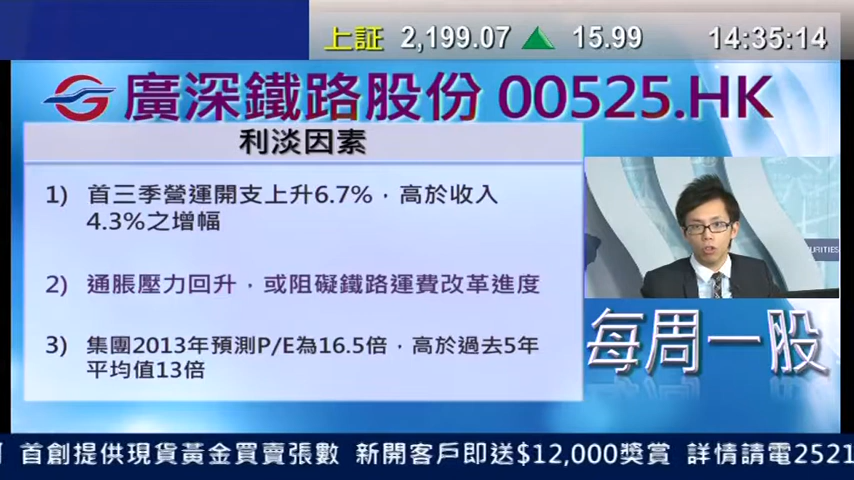 上証 2,199.07 15.99 14:35:14
廣深鐵路股份 00525.HK
利淡因素
1) 首三季營運開支上升6.7%，高於收入
4.3%之增幅
2) 通脹壓力回升，或阻礙鐵路運費改革進度
3) 集團2013年預測P/E為16.5倍，高於過去5年
平均值13倍
每周一股
首創提供現貨黃金買賣張數 新開客戶即送$12,000獎賞 詳情請電2521